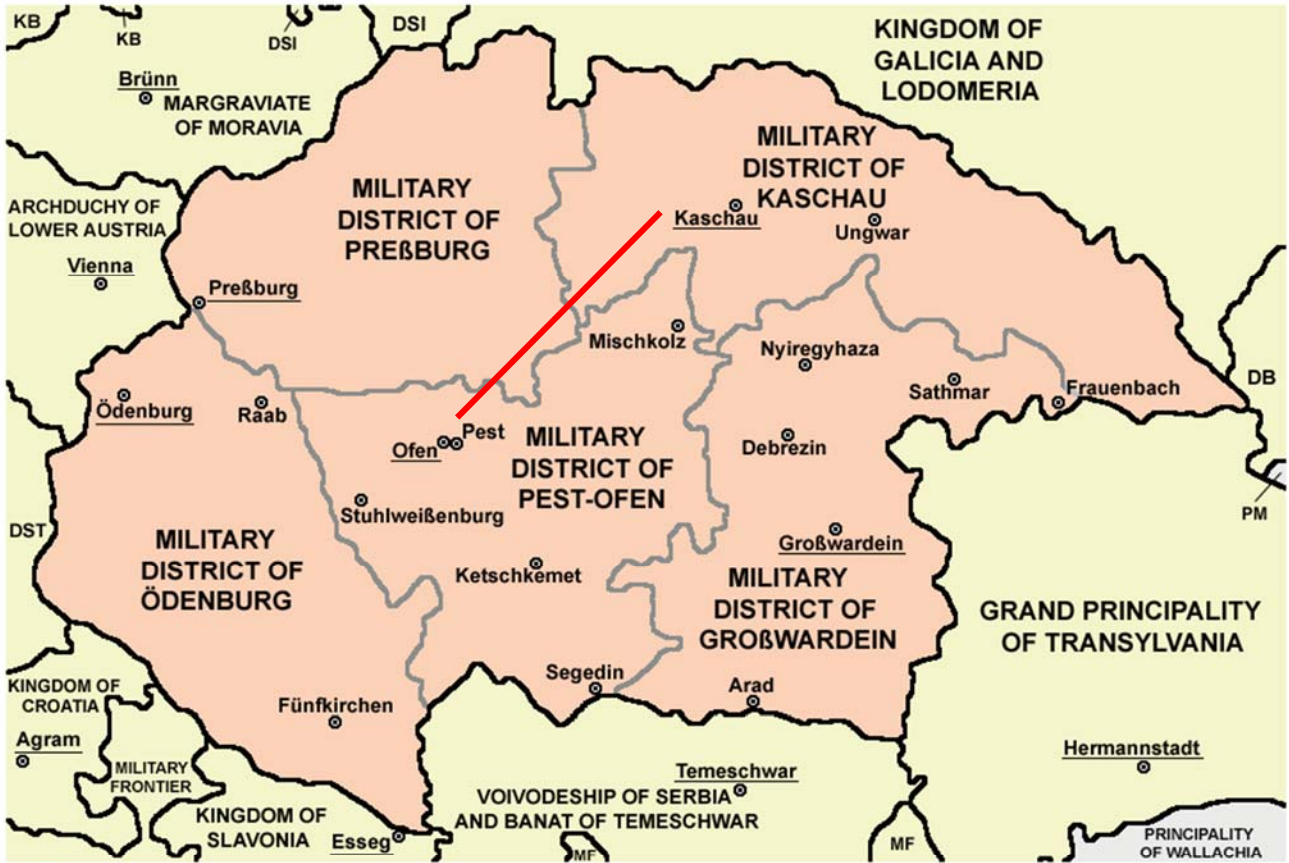 KB
KB
DSI
DSI
KINGDOM OF
GALICIA AND
LODOMERIA
Brünn
MARGRAVIATE
OF MORAVIA
MILITARY
DISTRICT OF
KASCHAU
MILITARY
DISTRICT OF
PREßBURG
ARCHDUCHY OF
LOWER AUSTRIA
Kaschau
Ungwar
Vienna
Preßburg
Mischkolz
Nyiregyhaza
Sathmar
Frauenbach
DB
Ödenburg
Raab
Ofen
Pest
MILITARY
DISTRICT OF
PEST-OFEN
Debrezin
Stuhlweißenburg
PM
DST
MILITARY
DISTRICT OF
ÖDENBURG
Großwardein
Ketschkemet
MILITARY
DISTRICT OF
GROßWARDEIN
GRAND PRINCIPALITY
OF TRANSYLVANIA
KINGDOM OF
CROATIA
Segedin
Arad
Fünfkirchen
Agram
MILITARY
FRONTIER
Hermannstadt
Temeschwar
KINGDOM OF
SLAVONIA
Esseg
VOIVODESHIP OF SERBIA
AND BANAT OF TEMESCHWAR
MF
MF
PRINCIPALITY
OF WALLACHIA